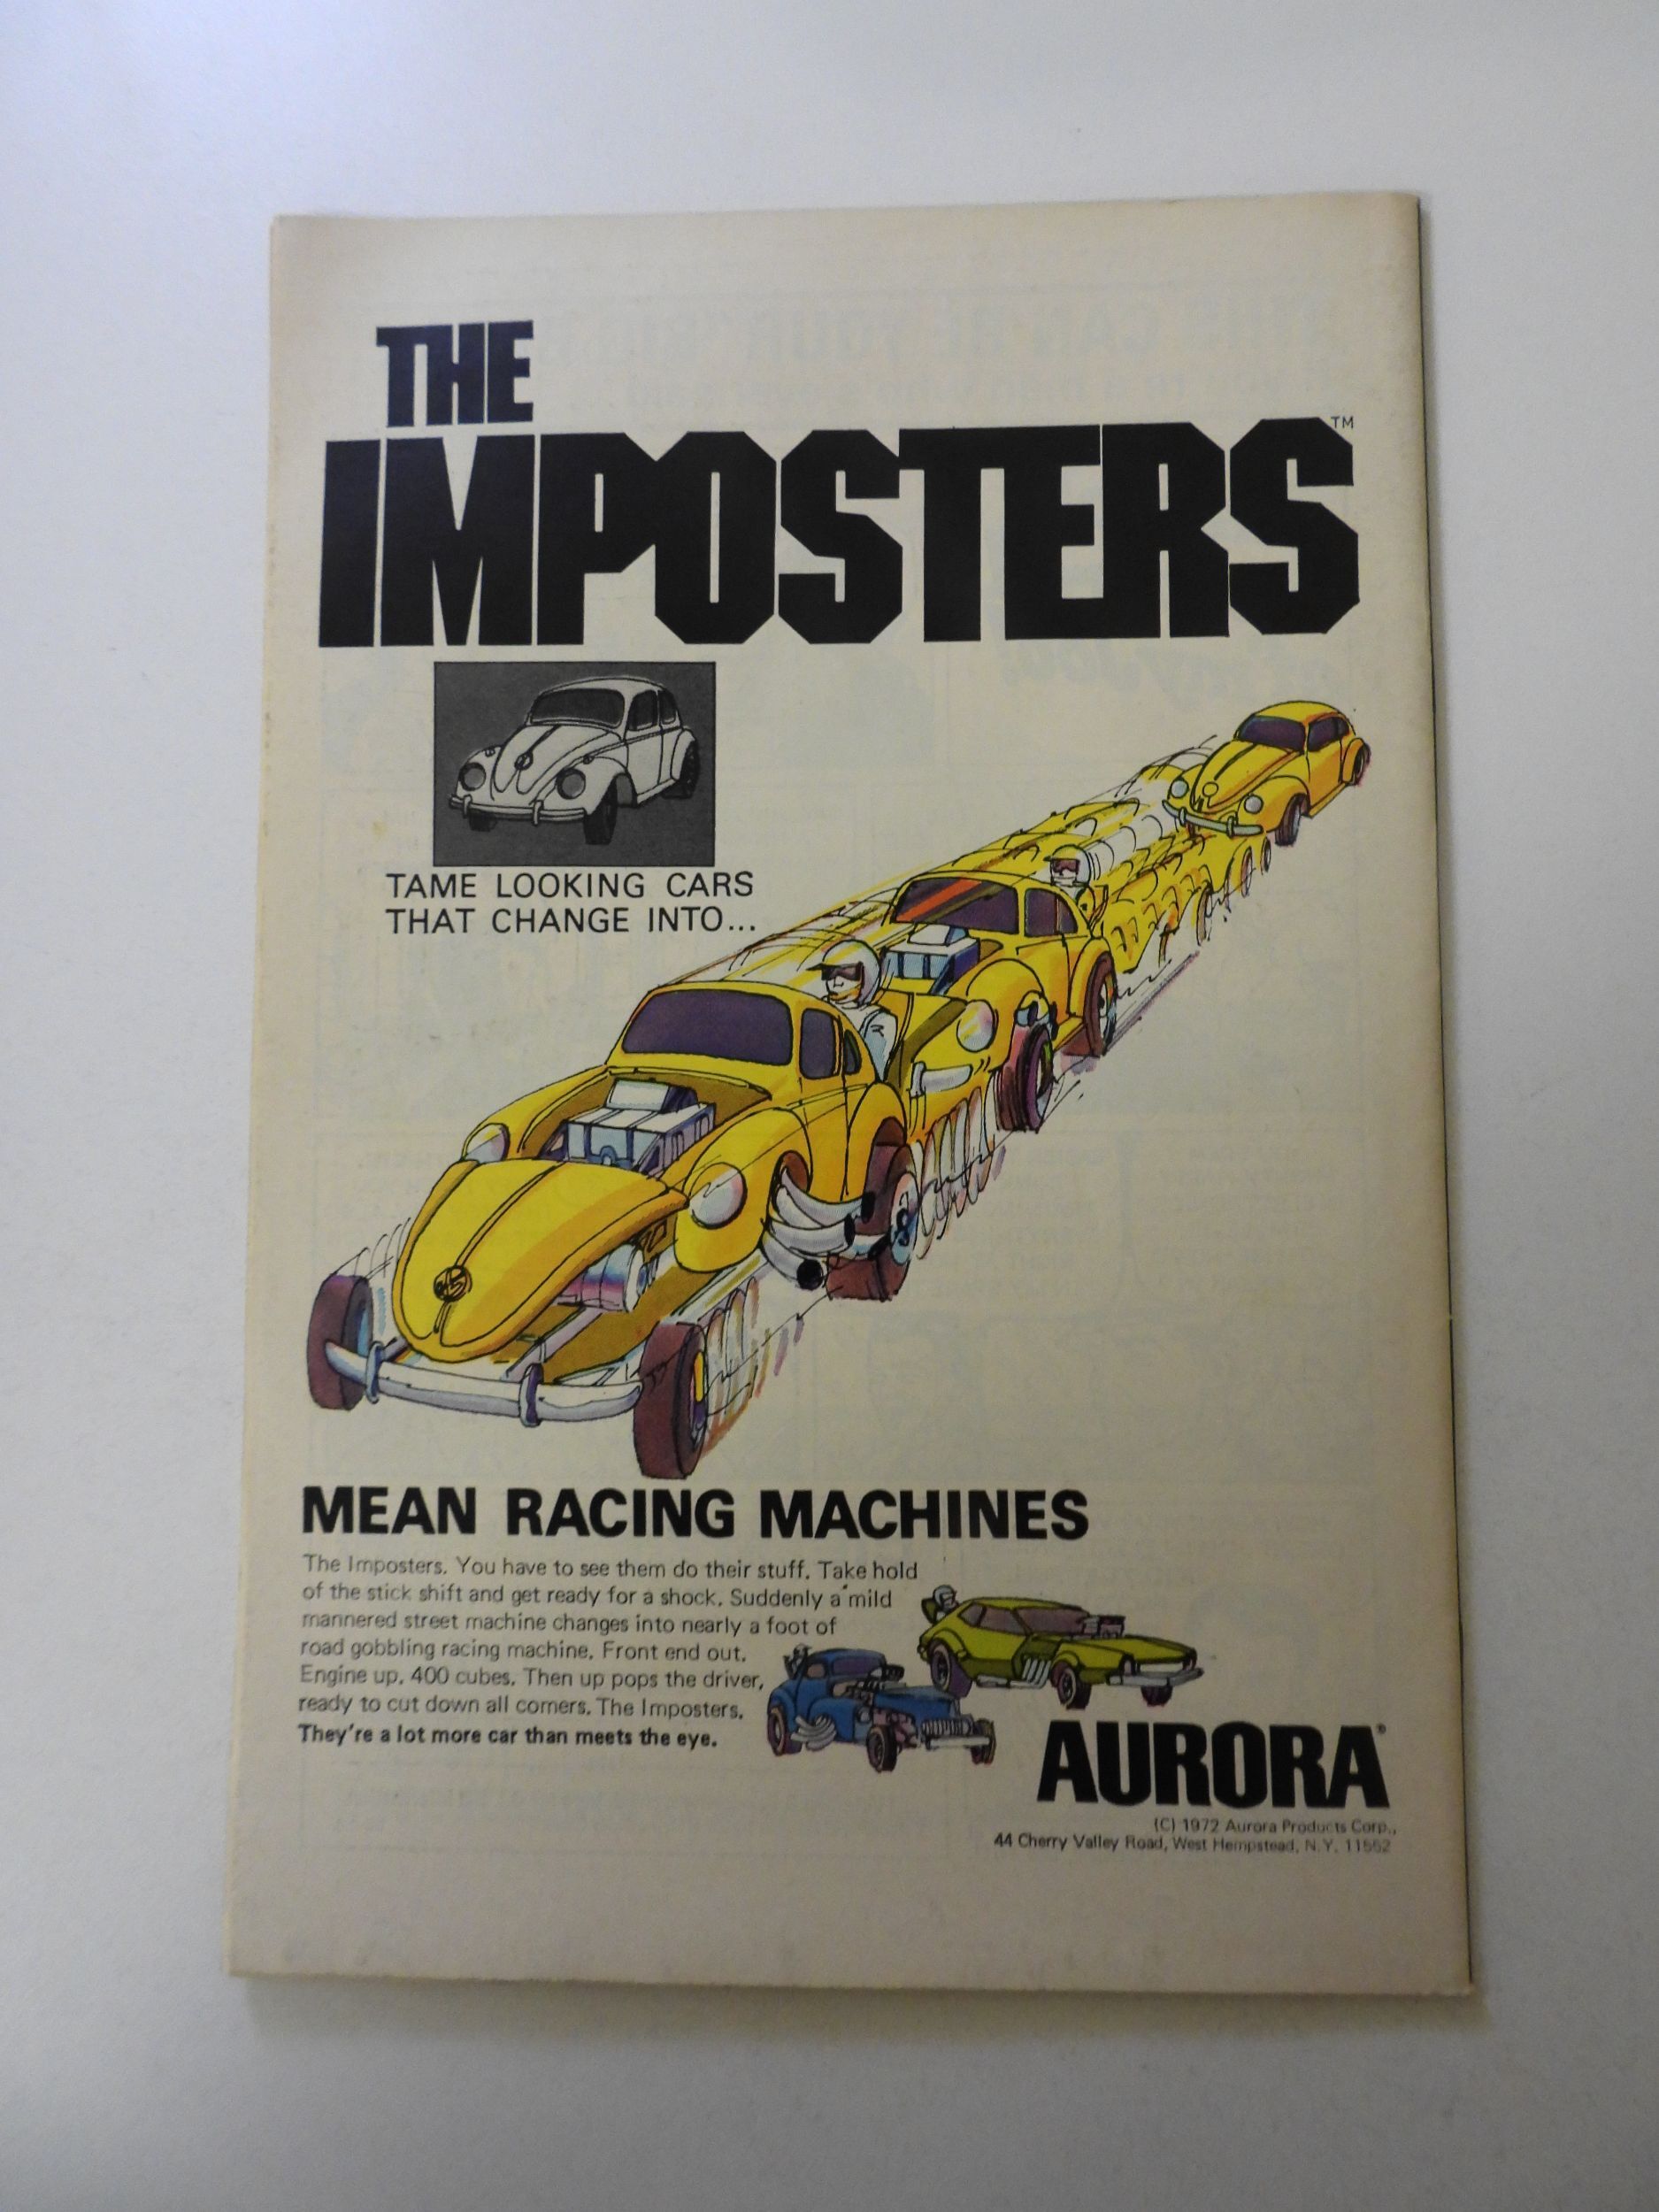 THE
IMPOSTERS™
TAME LOOKING CARS
THAT CHANGE INTO...
MEAN RACING MACHINES
The Imposters. You have to see them do their stuff. Take hold
of the stick shift and get ready for a shock. Suddenly a mild
mannered street machine changes into nearly a foot of
road gobbling racing machine. Front end out.
Engine up. 400 cubes. Then up pops the driver,
ready to cut down all comers. The Imposters.
They're a lot more car than meets the eye.
AURORA®
(C) 1972 Aurora Products Corp.,
44 Cherry Valley Road, West Hempstead, N.Y. 11552